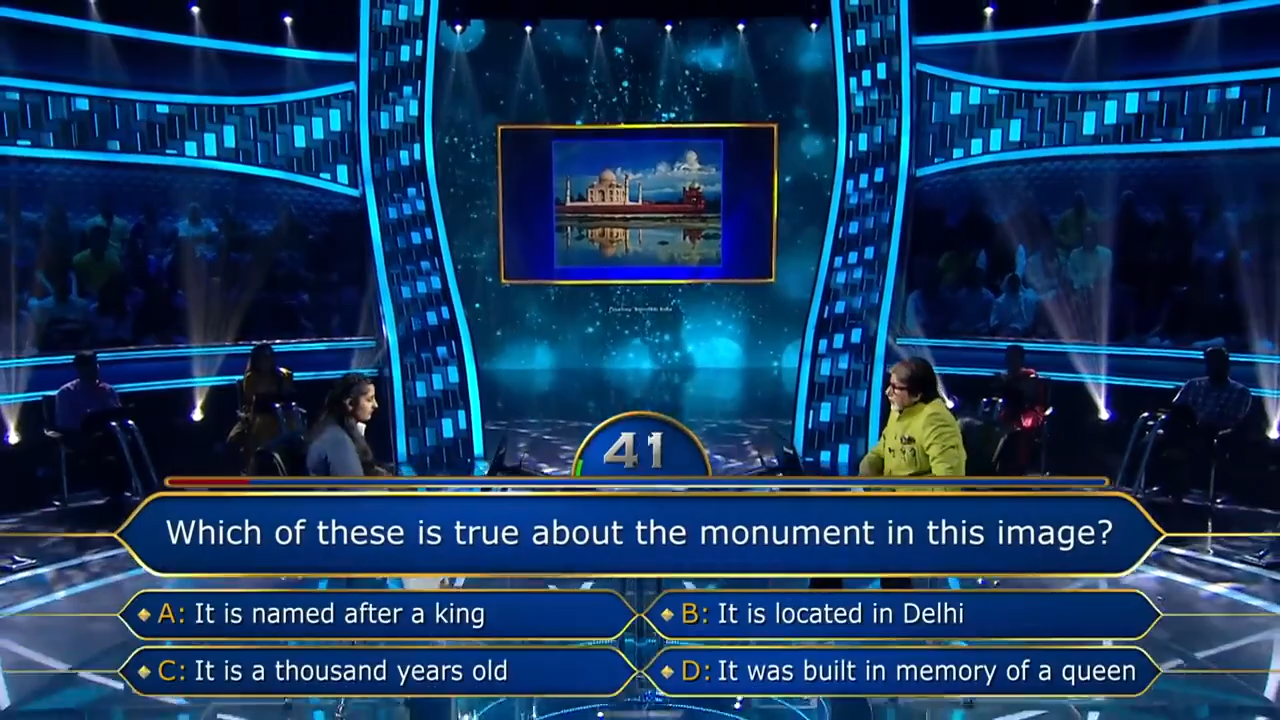 41
Which of these is true about the monument in this image?
A: It is named after a king
B: It is located in Delhi
C: It is a thousand years old
D: It was built in memory of a queen